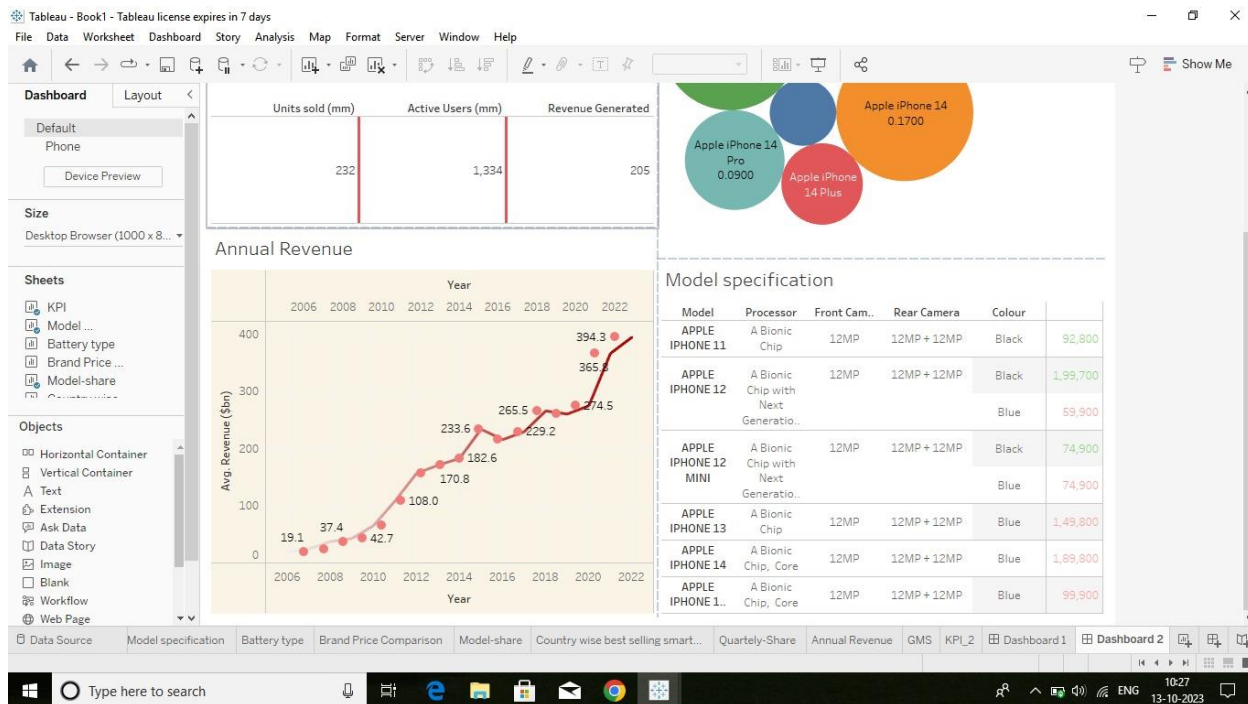 Tableau - Book1 - Tableau license expires in 7 days
File Data Worksheet Dashboard Story Analysis Map Format Server Window Help
Show Me
Dashboard Layout
Default
Phone
Device Preview
Size
Desktop Browser (1000 x 8...
Sheets
KPI
Model ...
Battery type
Brand Price ...
Model-share
Objects
Horizontal Container
Vertical Container
Text
Extension
Ask Data
Data Story
Image
Blank
Workflow
Web Page
Units sold (mm) Active Users (mm) Revenue Generated
232 1,334 205
Apple iPhone 14
0.1700
Apple iPhone 14
Pro
0.0900
Apple iPhone
14 Plus
Annual Revenue
Year
2006 2008 2010 2012 2014 2016 2018 2020 2022
Avg. Revenue ($bn)
400
300
200
100
0
394.3
365.8
274.5
265.5
229.2
233.6
182.6
170.8
108.0
42.7
37.4
19.1
2006 2008 2010 2012 2014 2016 2018 2020 2022
Year
Model specification
Model Processor Front Cam.. Rear Camera Colour
APPLE
IPHONE 11
A Bionic
Chip
12MP 12MP + 12MP Black 92,800
APPLE
IPHONE 12
A Bionic
Chip with
Next
Generatio..
12MP 12MP + 12MP Black 1,99,700
Blue 59,900
APPLE
IPHONE 12
MINI
A Bionic
Chip with
Next
Generatio..
12MP 12MP + 12MP Black 74,900
Blue 74,900
APPLE
IPHONE 13
A Bionic
Chip
12MP 12MP + 12MP Blue 1,49,800
APPLE
IPHONE 14
A Bionic
Chip, Core
12MP 12MP + 12MP Blue 1,89,800
APPLE
IPHONE 1..
A Bionic
Chip, Core
12MP 12MP + 12MP Blue 99,900
Data Source Model specification Battery type Brand Price Comparison Model-share Country wise best selling smart... Quartely-Share Annual Revenue GMS KPI_2 Dashboard 1 Dashboard 2
Type here to search
ENG
10:27
13-10-2023